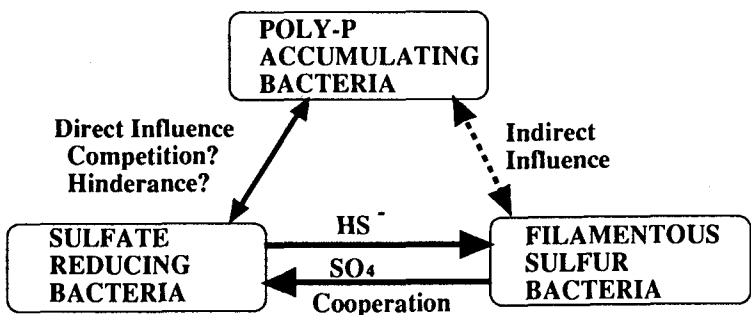 POLY-P
ACCUMULATING
BACTERIA
Direct Influence
Competition?
Hinderance?
Indirect
Influence
SULFATE
REDUCING
BACTERIA
HS -
SO4
Cooperation
FILAMENTOUS
SULFUR
BACTERIA